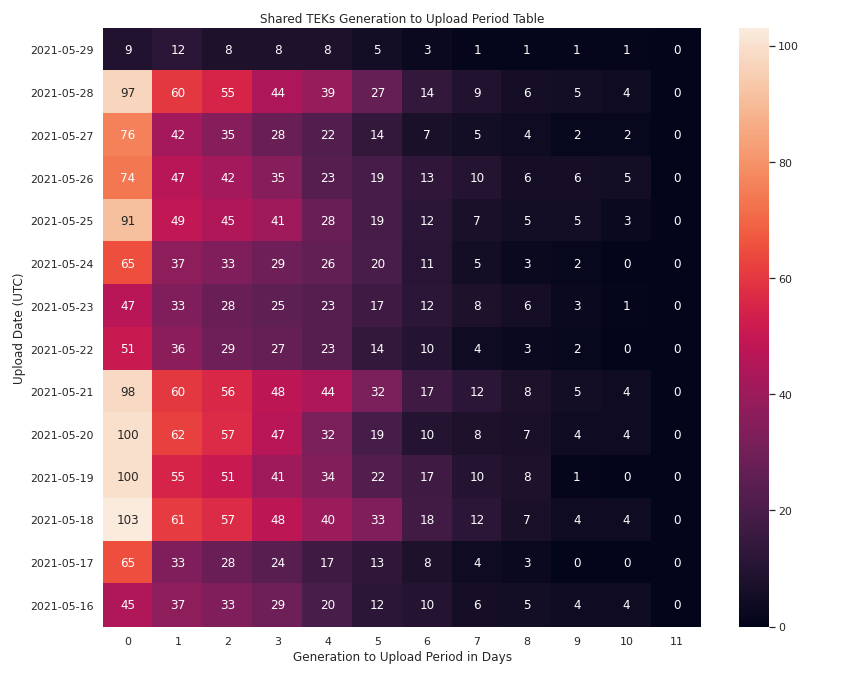 Shared TEKs Generation to Upload Period Table
Upload Date (UTC)
2021-05-29 9 12 8 8 8 5 3 1 1 1 1 0
2021-05-28 97 60 55 44 39 27 14 9 6 5 4 0
2021-05-27 76 42 35 28 22 14 7 5 4 2 2 0
2021-05-26 74 47 42 35 23 19 13 10 6 6 5 0
2021-05-25 91 49 45 41 28 19 12 7 5 5 3 0
2021-05-24 65 37 33 29 26 20 11 5 3 2 0 0
2021-05-23 47 33 28 25 23 17 12 8 6 3 1 0
2021-05-22 51 36 29 27 23 14 10 4 3 2 0 0
2021-05-21 98 60 56 48 44 32 17 12 8 5 4 0
2021-05-20 100 62 57 47 32 19 10 8 7 4 4 0
2021-05-19 100 55 51 41 34 22 17 10 8 1 0 0
2021-05-18 103 61 57 48 40 33 18 12 7 4 4 0
2021-05-17 65 33 28 24 17 13 8 4 3 0 0 0
2021-05-16 45 37 33 29 20 12 10 6 5 4 4 0
0 1 2 3 4 5 6 7 8 9 10 11
Generation to Upload Period in Days
100
80
60
40
20
0